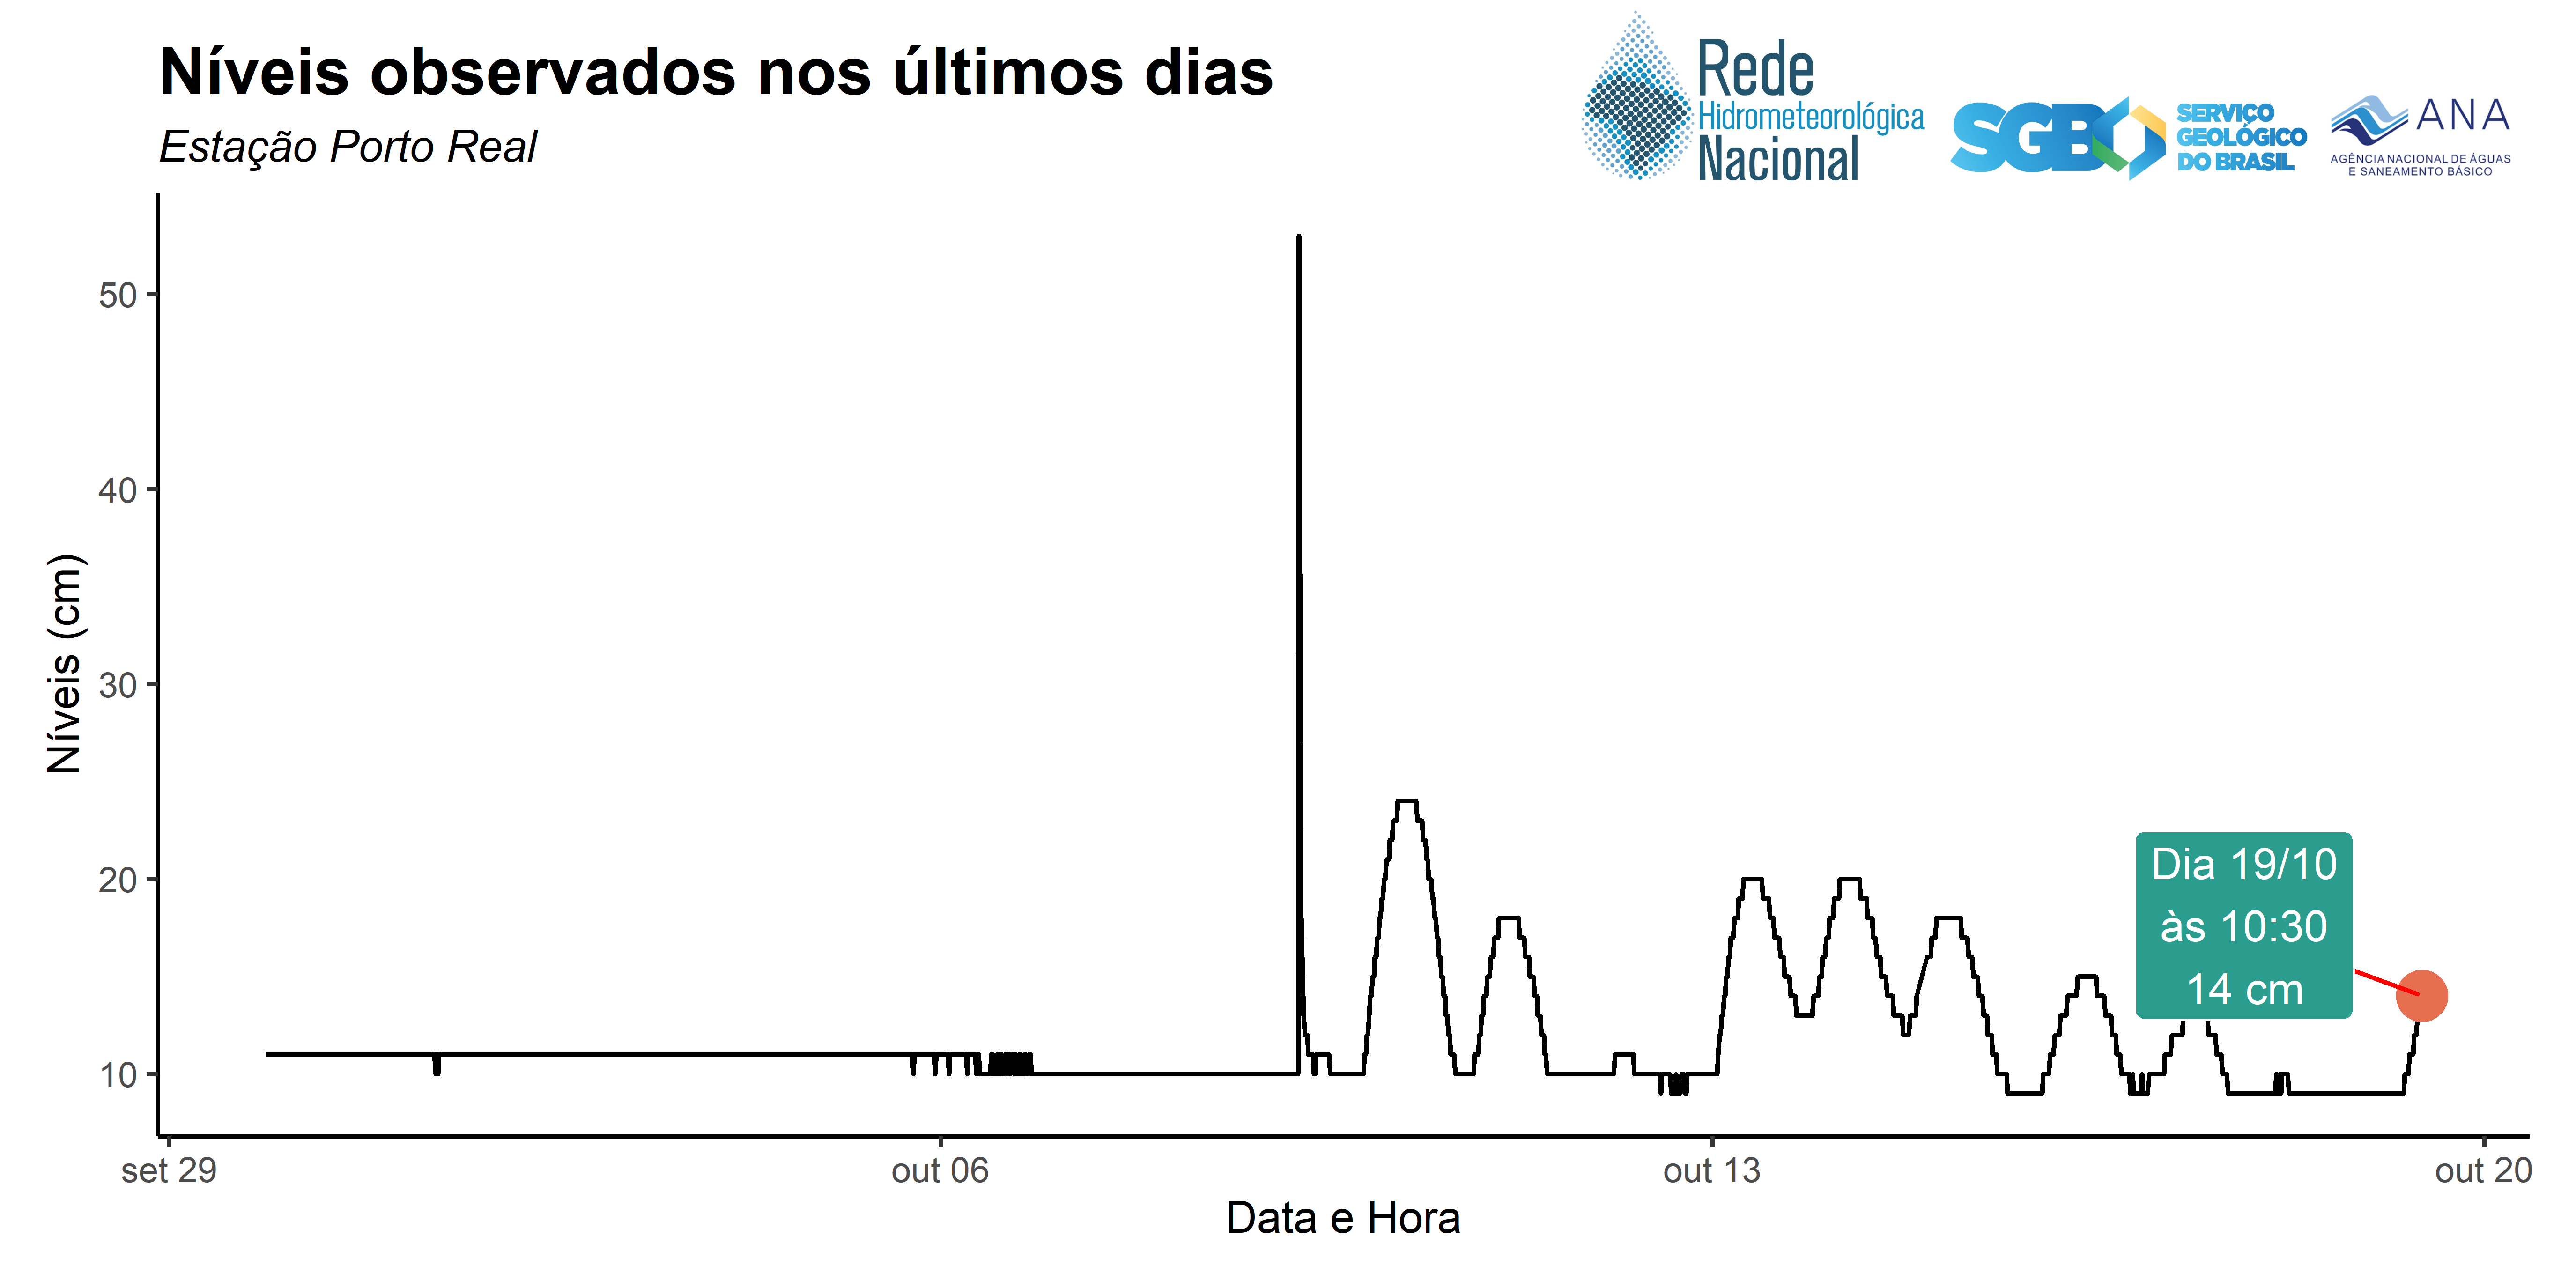 Níveis observados nos últimos dias
Estação Porto Real
Rede
Hidrometeorológica
Nacional
SGB
SERVIÇO
GEOLÓGICO
DO BRASIL
ANA
AGÊNCIA NACIONAL DE ÁGUAS
E SANEAMENTO BÁSICO
Níveis (cm)
50
40
30
20
10
Dia 19/10
às 10:30
14 cm
set 29
out 06
out 13
out 20
Data e Hora